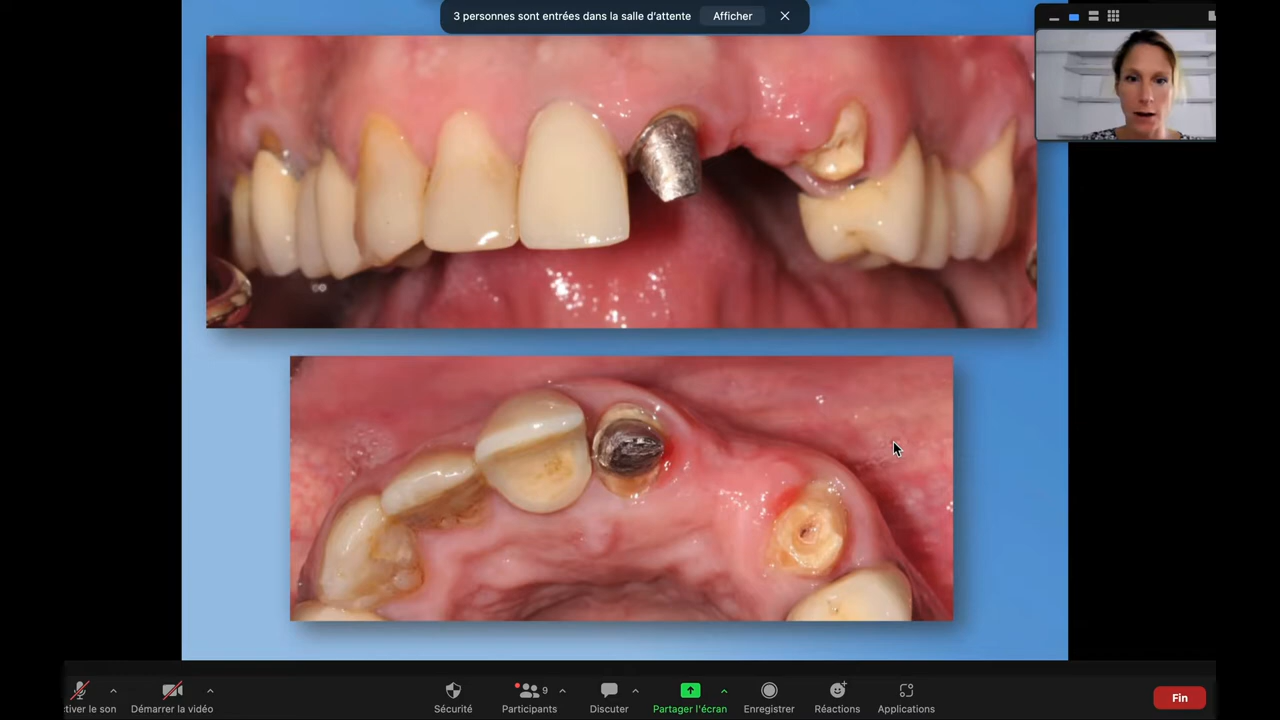 3 personnes sont entrées dans la salle d'attente
Afficher
tiver le son
Démarrer la vidéo
Sécurité
9
Participants
Discuter
Partager l'écran
Enregistrer
Réactions
Applications
Fin